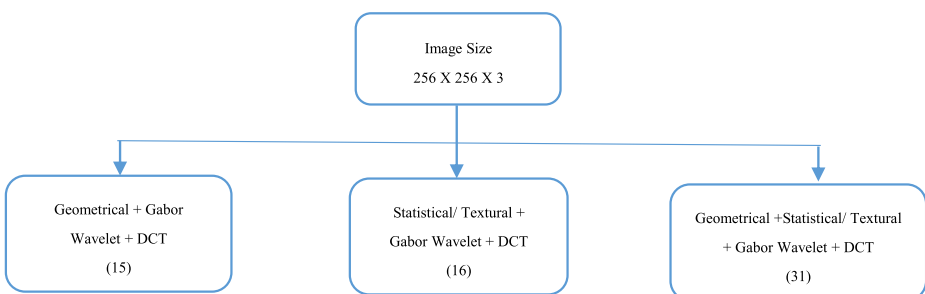 Image Size
256 X 256 X 3
Geometrical + Gabor
Wavelet + DCT
(15)
Statistical/ Textural +
Gabor Wavelet + DCT
(16)
Geometrical +Statistical/ Textural
+ Gabor Wavelet + DCT
(31)